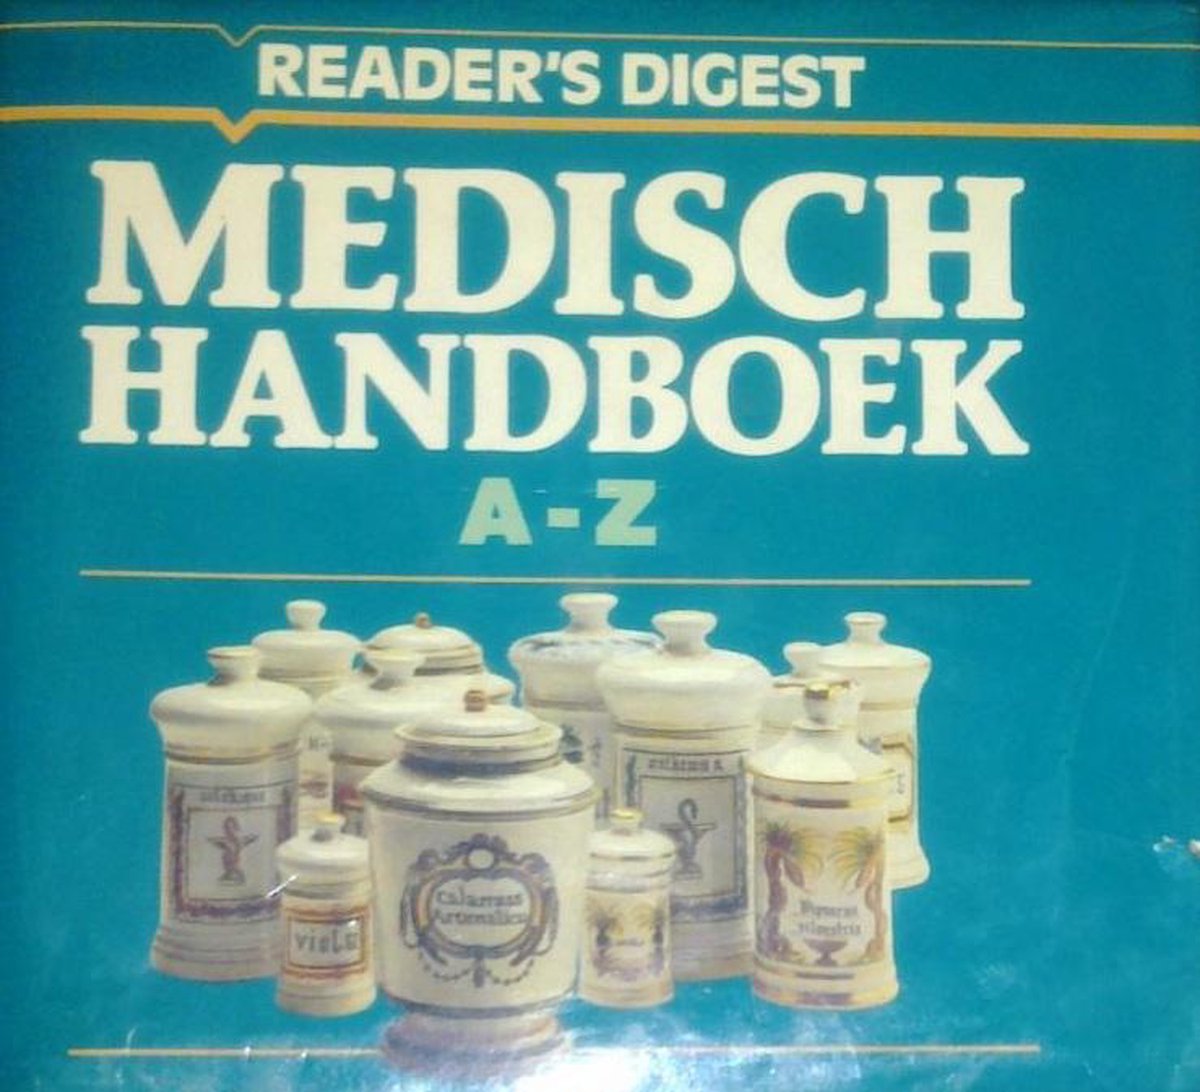 READER'S DIGEST
MEDISCH
HANDBOEK
A-Z